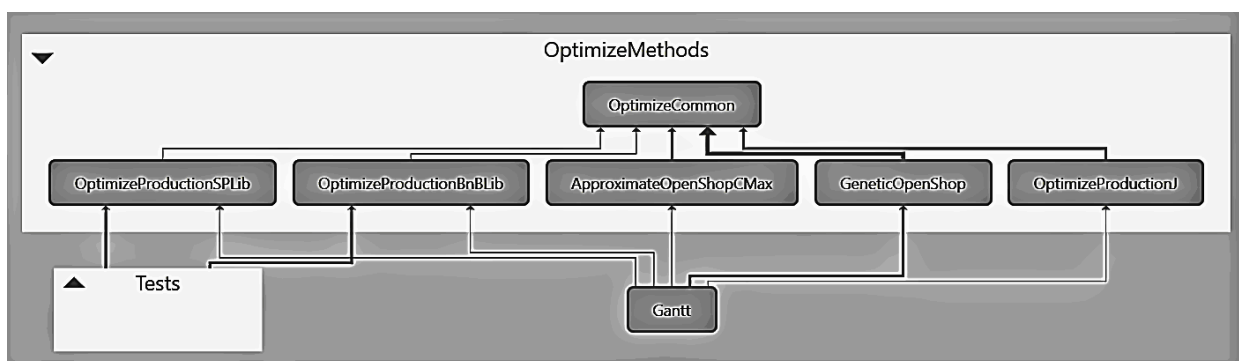 OptimizeMethods
OptimizeCommon
OptimizeProductionSPLib
OptimizeProductionBnBLib
ApproximateOpenShopCMax
GeneticOpenShop
OptimizeProductionJ
Tests
Gantt